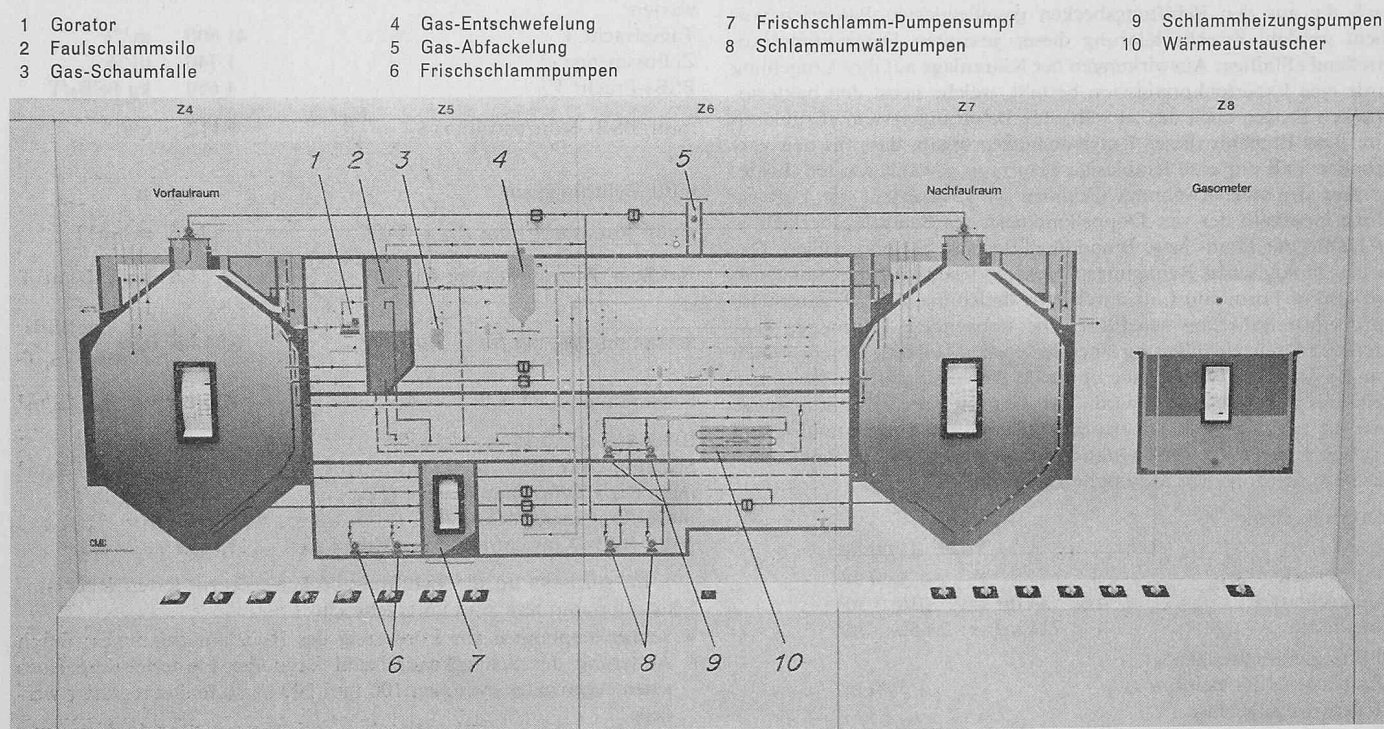 1 Gorator
2 Faulschlammsilo
3 Gas-Schaumfalle
4 Gas-Entschwefelung
5 Gas-Abfackelung
6 Frischschlammpumpen
7 Frischschlamm-Pumpensumpf
8 Schlammumwälzpumpen
9 Schlammheizungspumpen
10 Wärmeaustauscher
Z4 Z5 Z6 Z7 Z8
1 2 3 4 5
Vorfaulraum Nachfaulraum Gasometer
CMC
6 7 8 9 10